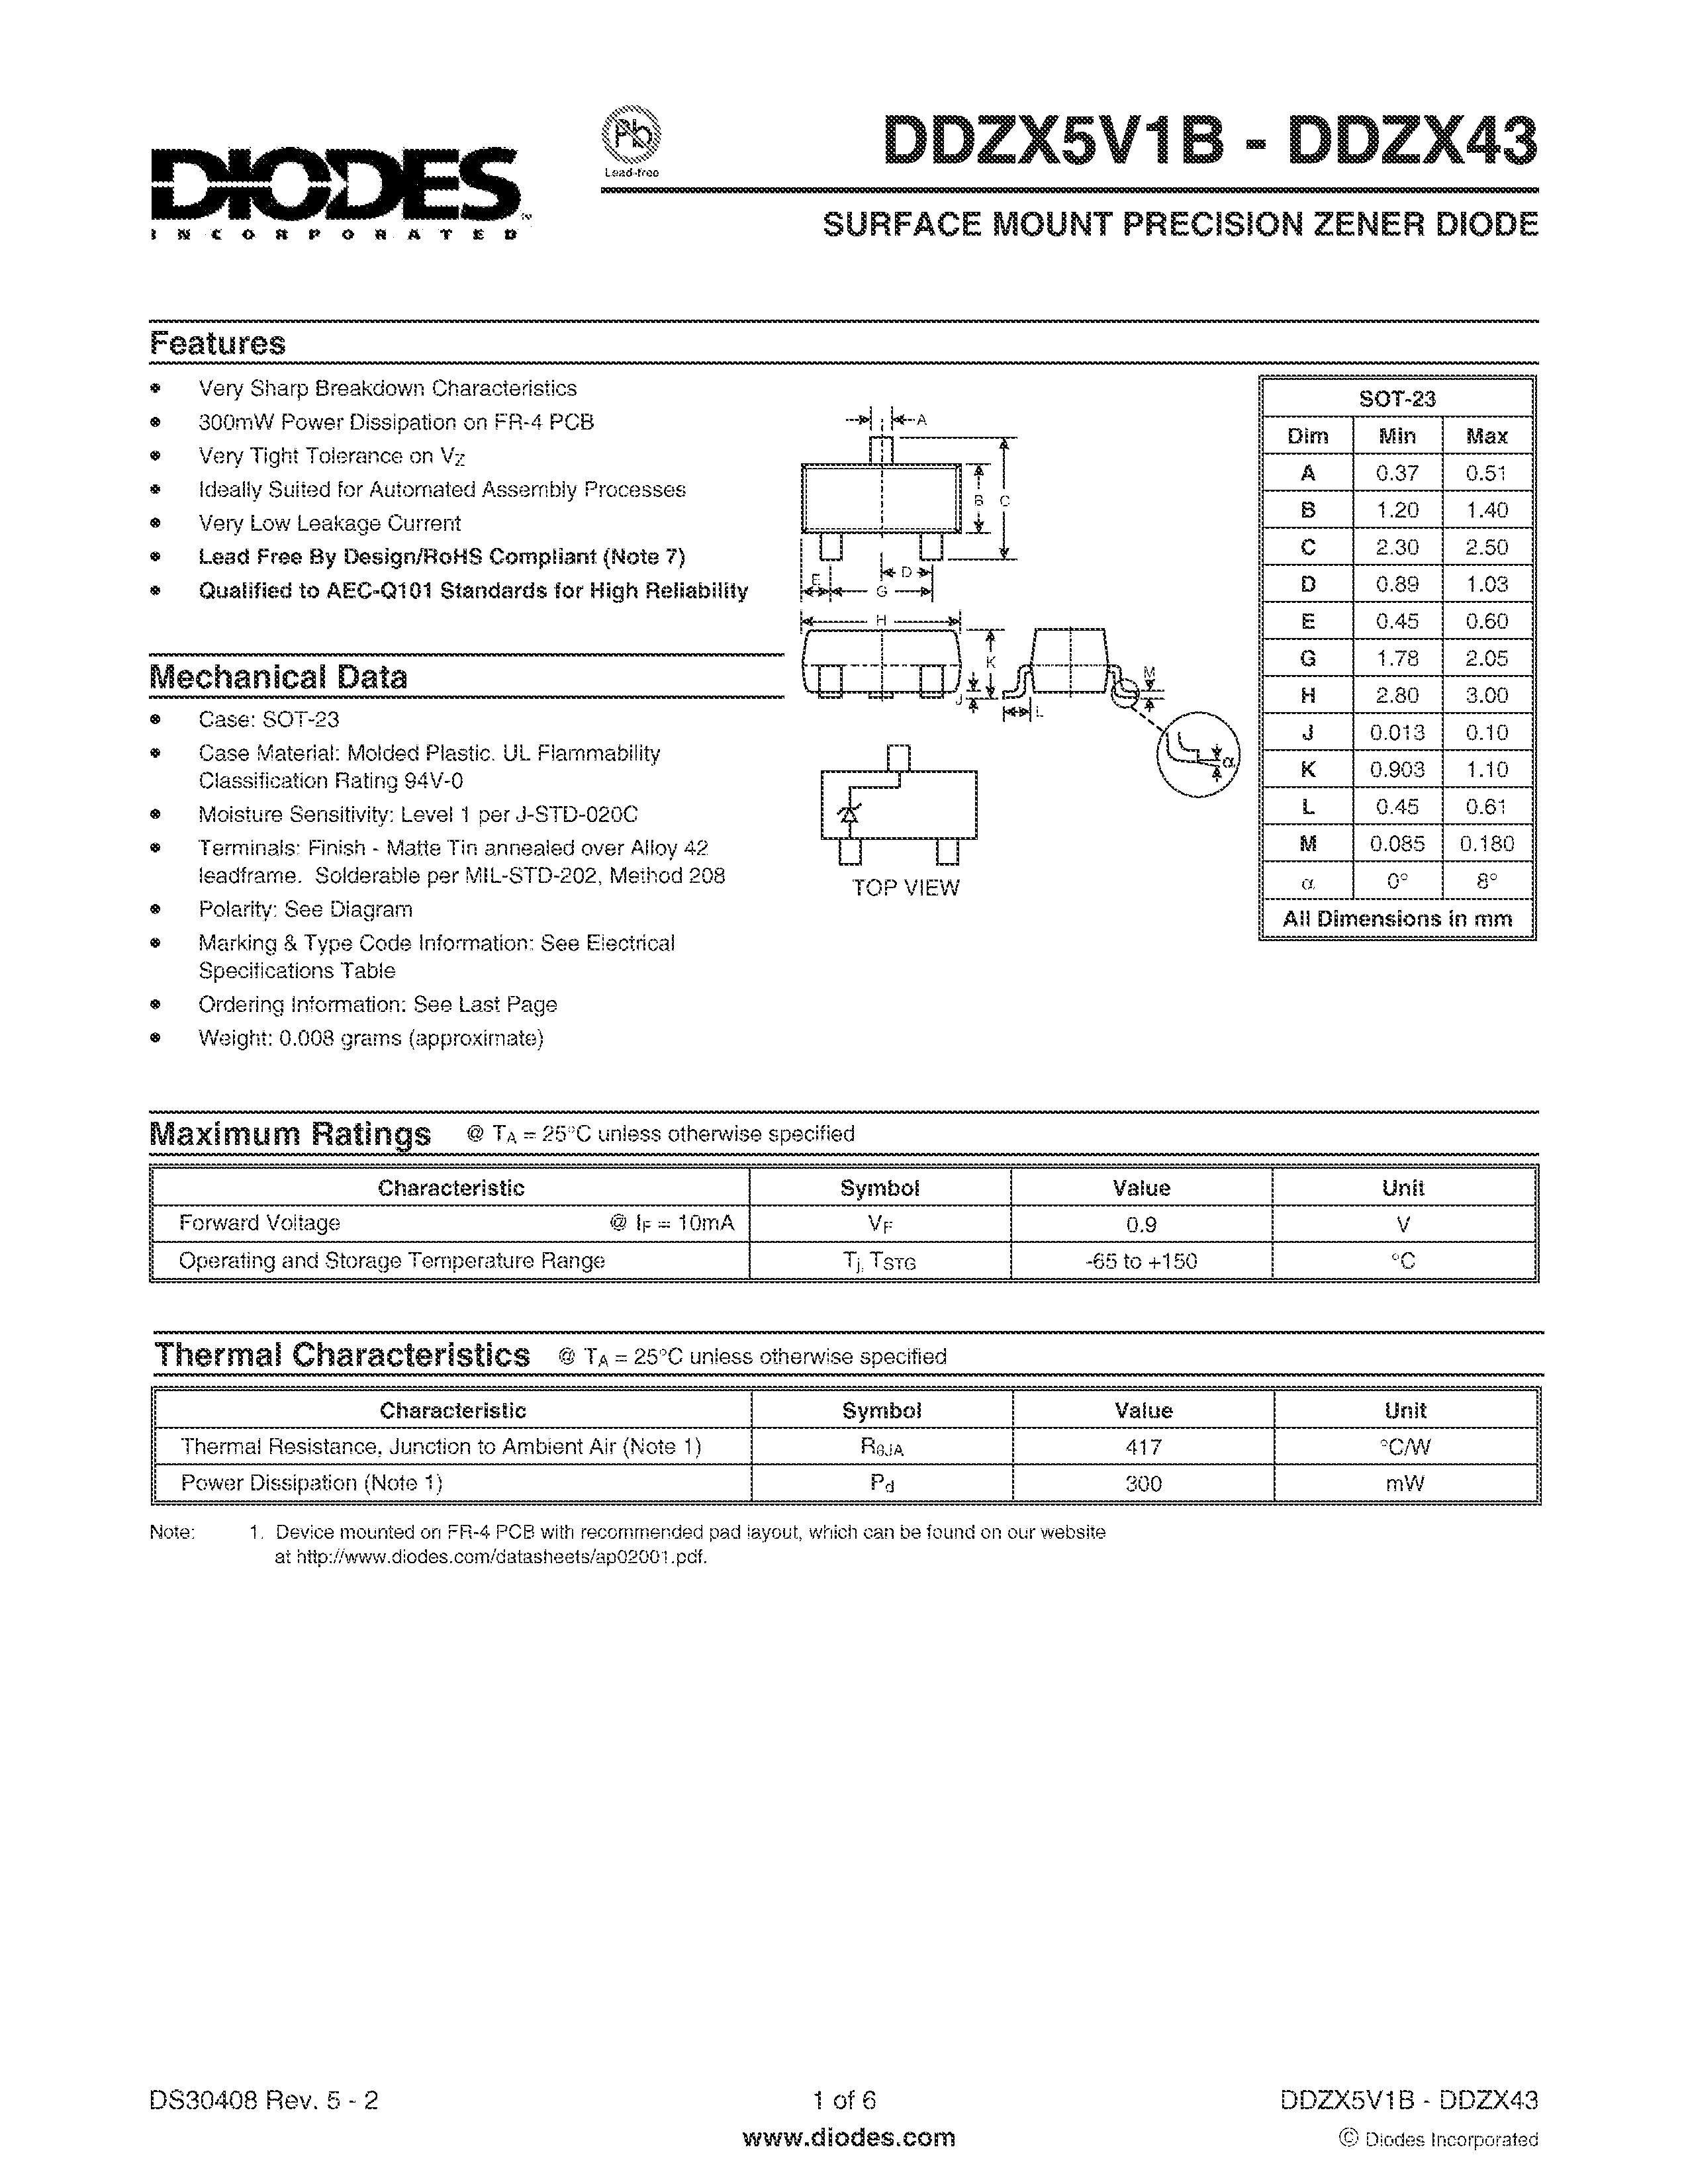 DIODES
INCORPORATED
Pb
Lead-free
DDZX5V1B - DDZX43
SURFACE MOUNT PRECISION ZENER DIODE
Features
• Very Sharp Breakdown Characteristics
• 300mW Power Dissipation on FR-4 PCB
• Very Tight Tolerance on VZ
• Ideally Suited for Automated Assembly Processes
• Very Low Leakage Current
• Lead Free By Design/RoHS Compliant (Note 7)
• Qualified to AEC-Q101 Standards for High Reliability
Mechanical Data
• Case: SOT-23
• Case Material: Molded Plastic. UL Flammability
Classification Rating 94V-0
• Moisture Sensitivity: Level 1 per J-STD-020C
• Terminals: Finish - Matte Tin annealed over Alloy 42
leadframe. Solderable per MIL-STD-202, Method 208
• Polarity: See Diagram
• Marking & Type Code Information: See Electrical
Specifications Table
• Ordering Information: See Last Page
• Weight: 0.008 grams (approximate)
A
B C
D
E
G
H
K
J
L
M
α
TOP VIEW
SOT-23
Dim Min Max
A 0.37 0.51
B 1.20 1.40
C 2.30 2.50
D 0.89 1.03
E 0.45 0.60
G 1.78 2.05
H 2.80 3.00
J 0.013 0.10
K 0.903 1.10
L 0.45 0.61
M 0.085 0.180
α 0° 8°
All Dimensions in mm
Maximum Ratings @ TA = 25°C unless otherwise specified
Characteristic Symbol Value Unit
Forward Voltage @ IF = 10mA VF 0.9 V
Operating and Storage Temperature Range Tj, TSTG -65 to +150 °C
Thermal Characteristics @ TA = 25°C unless otherwise specified
Characteristic Symbol Value Unit
Thermal Resistance, Junction to Ambient Air (Note 1) RθJA 417 °C/W
Power Dissipation (Note 1) Pd 300 mW
Note: 1. Device mounted on FR-4 PCB with recommended pad layout, which can be found on our website
at http://www.diodes.com/datasheets/ap02001.pdf.
DS30408 Rev. 5 - 2
1 of 6
www.diodes.com
DDZX5V1B - DDZX43
© Diodes Incorporated